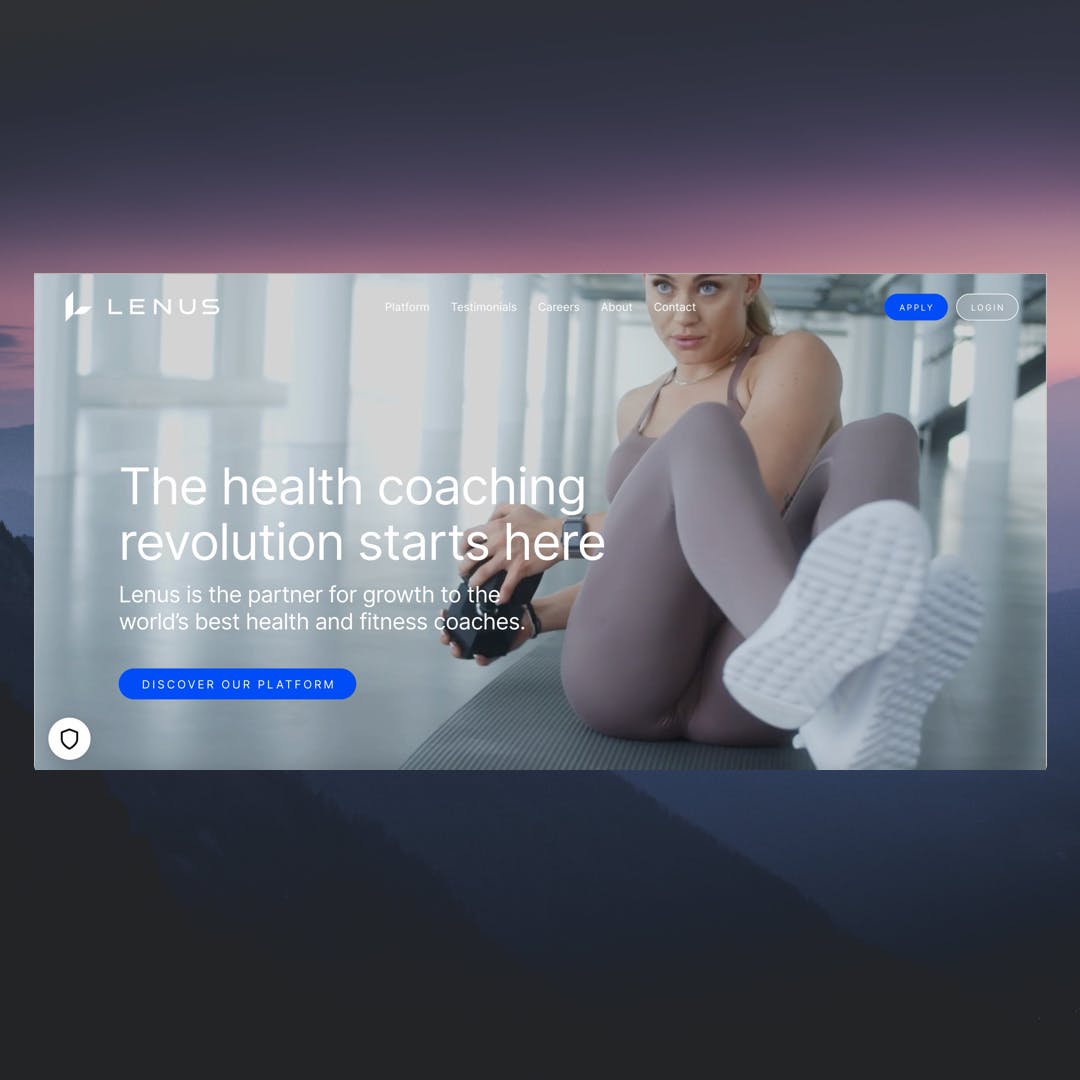 LENUS
Platform Testimonials Careers About Contact
APPLY LOGIN
The health coaching
revolution starts here
Lenus is the partner for growth to the
world’s best health and fitness coaches.
DISCOVER OUR PLATFORM